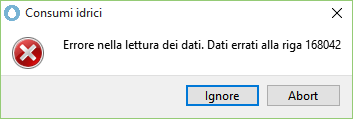 Consumi idrici
Errore nella lettura dei dati. Dati errati alla riga 168042
Ignore
Abort